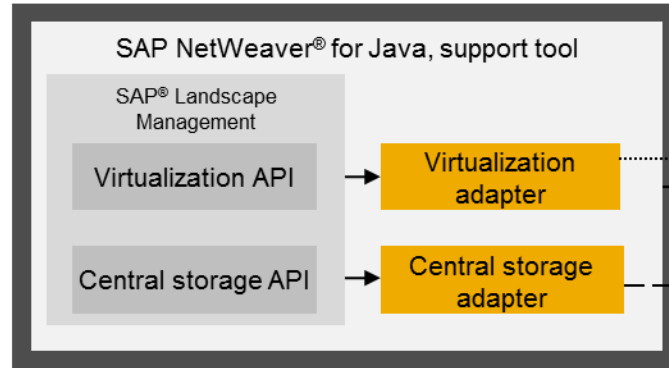 SAP NetWeaver® for Java, support tool
SAP® Landscape
Management
Virtualization API
Virtualization
adapter
Central storage API
Central storage
adapter